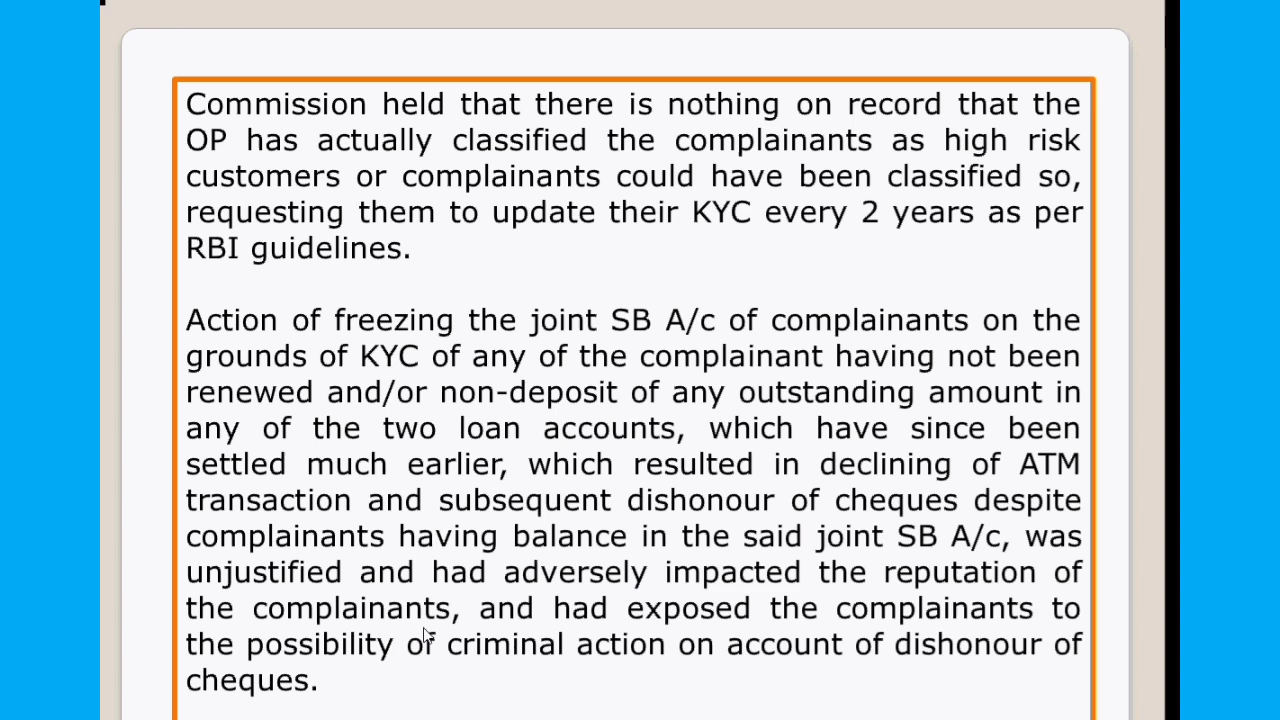 Commission held that there is nothing on record that the
OP has actually classified the complainants as high risk
customers or complainants could have been classified so,
requesting them to update their KYC every 2 years as per
RBI guidelines.
Action of freezing the joint SB A/c of complainants on the
grounds of KYC of any of the complainant having not been
renewed and/or non-deposit of any outstanding amount in
any of the two loan accounts, which have since been
settled much earlier, which resulted in declining of ATM
transaction and subsequent dishonour of cheques despite
complainants having balance in the said joint SB A/c, was
unjustified and had adversely impacted the reputation of
the complainants, and had exposed the complainants to
the possibility of criminal action on account of dishonour of
cheques.